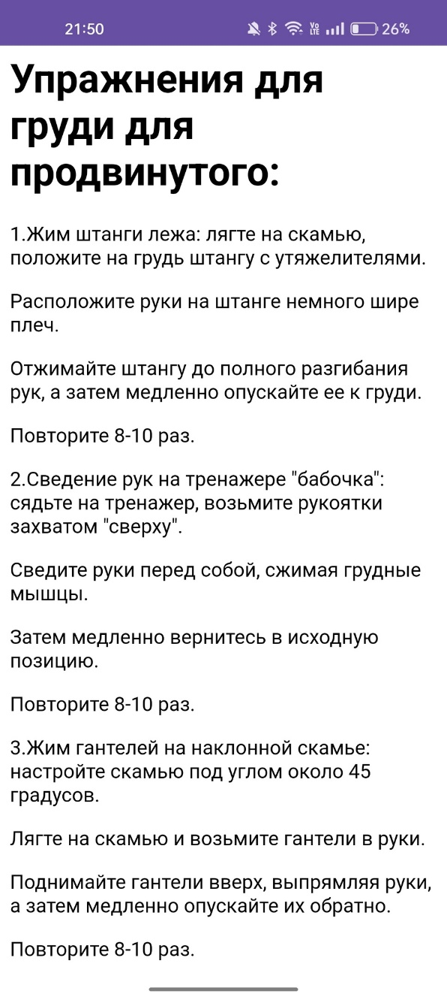 21:50
Vo
LTE
26%
Упражнения для
груди для
продвинутого:
1.Жим штанги лежа: лягте на скамью,
положите на грудь штангу с утяжелителями.
Расположите руки на штанге немного шире
плеч.
Отжимайте штангу до полного разгибания
рук, а затем медленно опускайте ее к груди.
Повторите 8-10 раз.
2.Сведение рук на тренажере "бабочка":
сядьте на тренажер, возьмите рукоятки
захватом "сверху".
Сведите руки перед собой, сжимая грудные
мышцы.
Затем медленно вернитесь в исходную
позицию.
Повторите 8-10 раз.
3.Жим гантелей на наклонной скамье:
настройте скамью под углом около 45
градусов.
Лягте на скамью и возьмите гантели в руки.
Поднимайте гантели вверх, выпрямляя руки,
а затем медленно опускайте их обратно.
Повторите 8-10 раз.